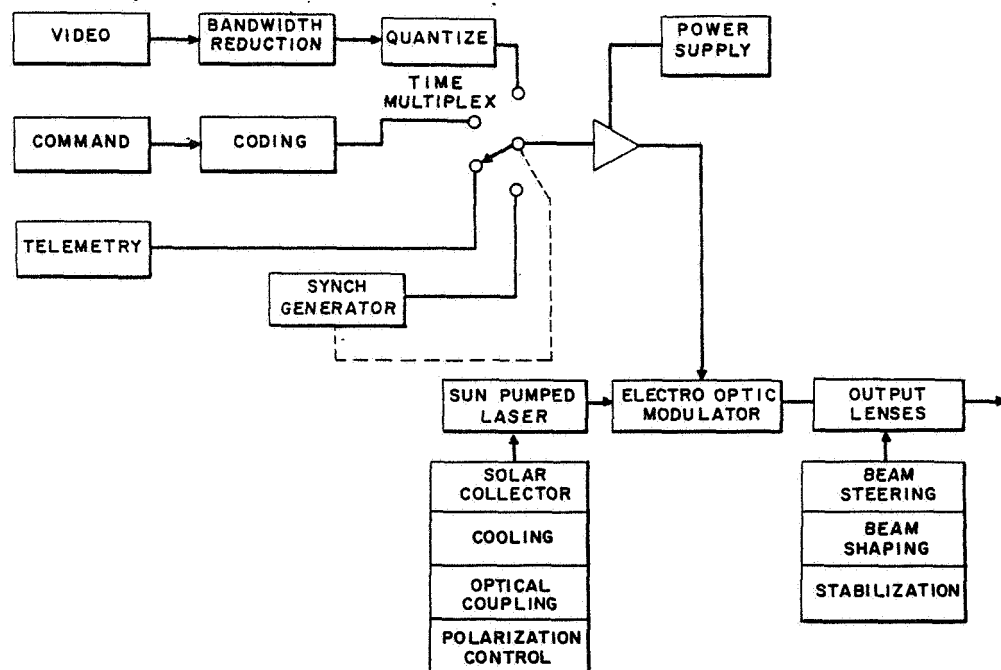 VIDEO
BANDWIDTH
REDUCTION
QUANTIZE
POWER
SUPPLY
TIME
MULTIPLEX
COMMAND
CODING
TELEMETRY
SYNCH
GENERATOR
SUN PUMPED
LASER
ELECTRO OPTIC
MODULATOR
OUTPUT
LENSES
SOLAR
COLLECTOR
COOLING
OPTICAL
COUPLING
POLARIZATION
CONTROL
BEAM
STEERING
BEAM
SHAPING
STABILIZATION